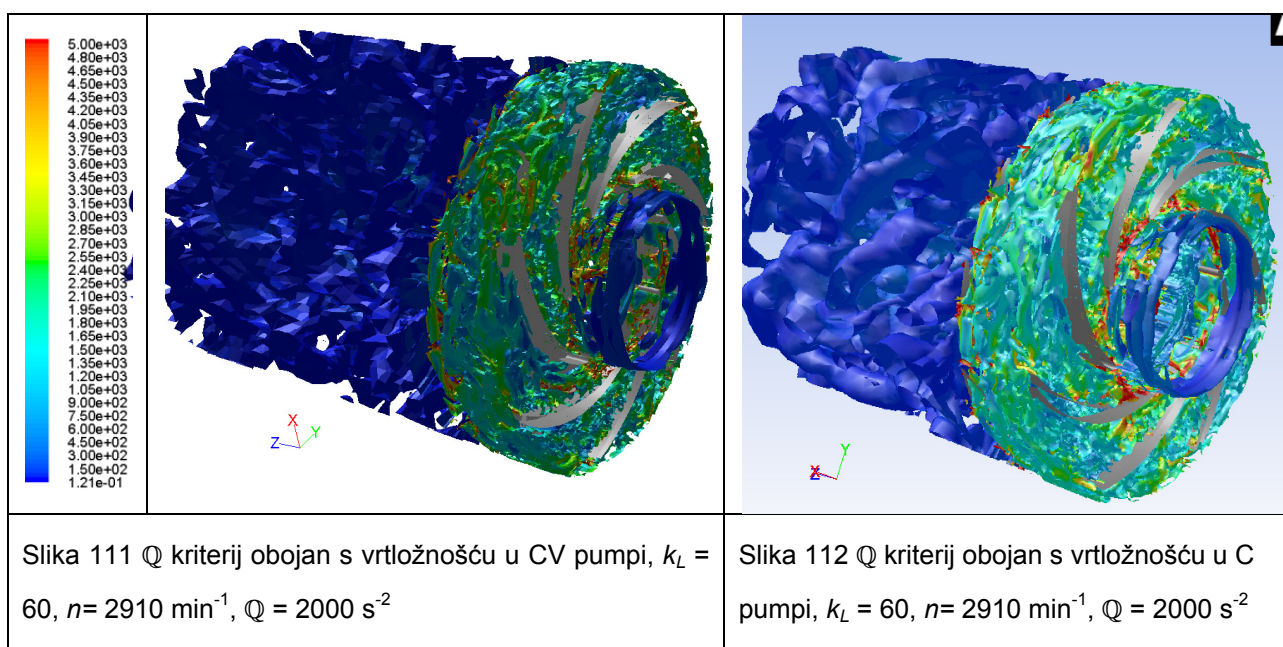 5.00e+03
4.80e+03
4.65e+03
4.50e+03
4.35e+03
4.20e+03
4.05e+03
3.90e+03
3.75e+03
3.60e+03
3.45e+03
3.30e+03
3.15e+03
3.00e+03
2.85e+03
2.70e+03
2.55e+03
2.40e+03
2.25e+03
2.10e+03
1.95e+03
1.80e+03
1.65e+03
1.50e+03
1.35e+03
1.20e+03
1.05e+03
9.00e+02
7.50e+02
6.00e+02
4.50e+02
3.00e+02
1.50e+02
1.21e-01
X
Y
Z
Y
X
Z
Slika 111 ℚ kriterij obojan s vrtložnošću u CV pumpi, k_L =
60, n= 2910 min⁻¹, ℚ = 2000 s⁻²
Slika 112 ℚ kriterij obojan s vrtložnošću u C
pumpi, k_L = 60, n= 2910 min⁻¹, ℚ = 2000 s⁻²